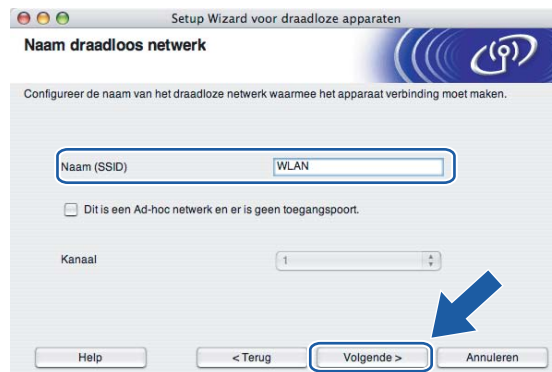 Setup Wizard voor draadloze apparaten
Naam draadloos netwerk
Configureer de naam van het draadloze netwerk waarmee het apparaat verbinding moet maken.
Naam (SSID) WLAN
Dit is een Ad-hoc netwerk en er is geen toegangspoort.
Kanaal 1
Help < Terug Volgende > Annuleren